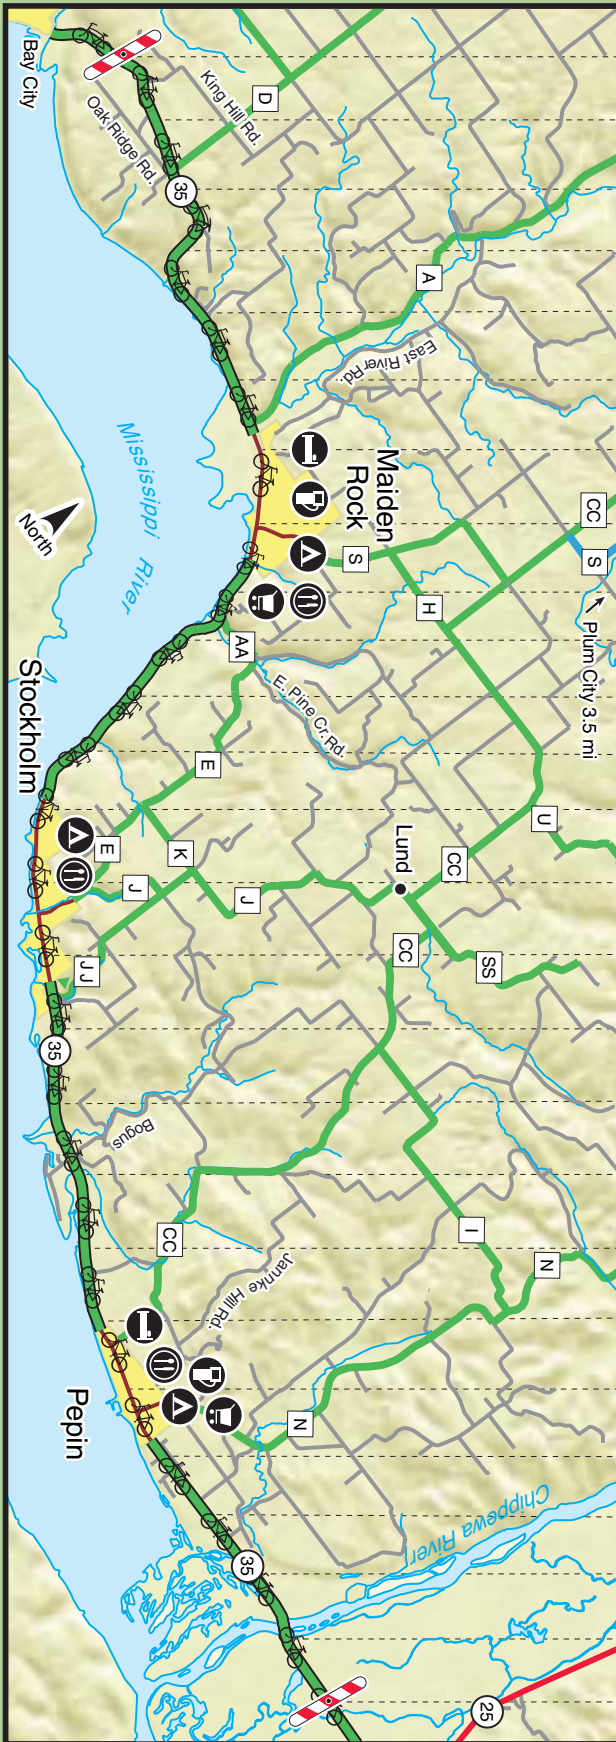 Bay City
King Hill Rd.
D
Oak Ridge Rd.
35
A
East River Rd.
Maiden
Rock
Mississippi River
North
CC
S
S
Plum City 3.5 mi
H
AA
E. Pine Cr. Rd.
Stockholm
E
U
K
E
Lund
CC
J
J
CC
SS
JJ
35
Bogus
CC
I
N
Jannke Hill Rd.
Pepin
N
Chippewa River
35
25